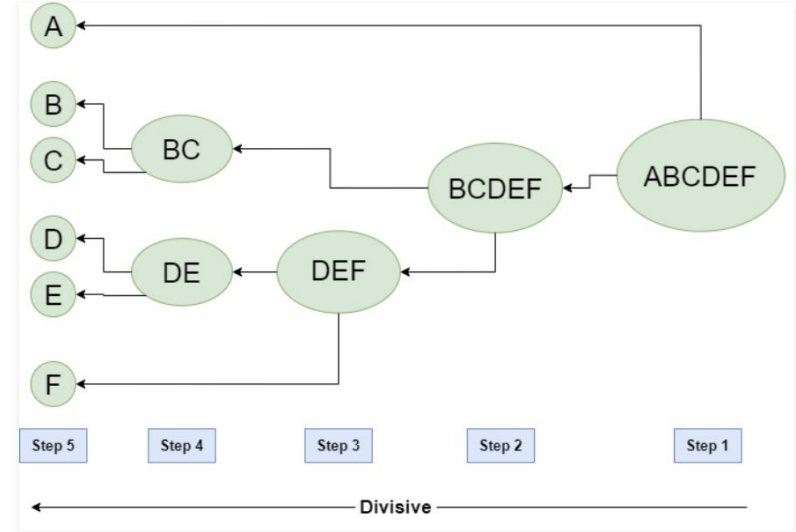 A
B
C
BC
BCDEF
ABCDEF
D
E
DE
DEF
F
Step 5
Step 4
Step 3
Step 2
Step 1
Divisive